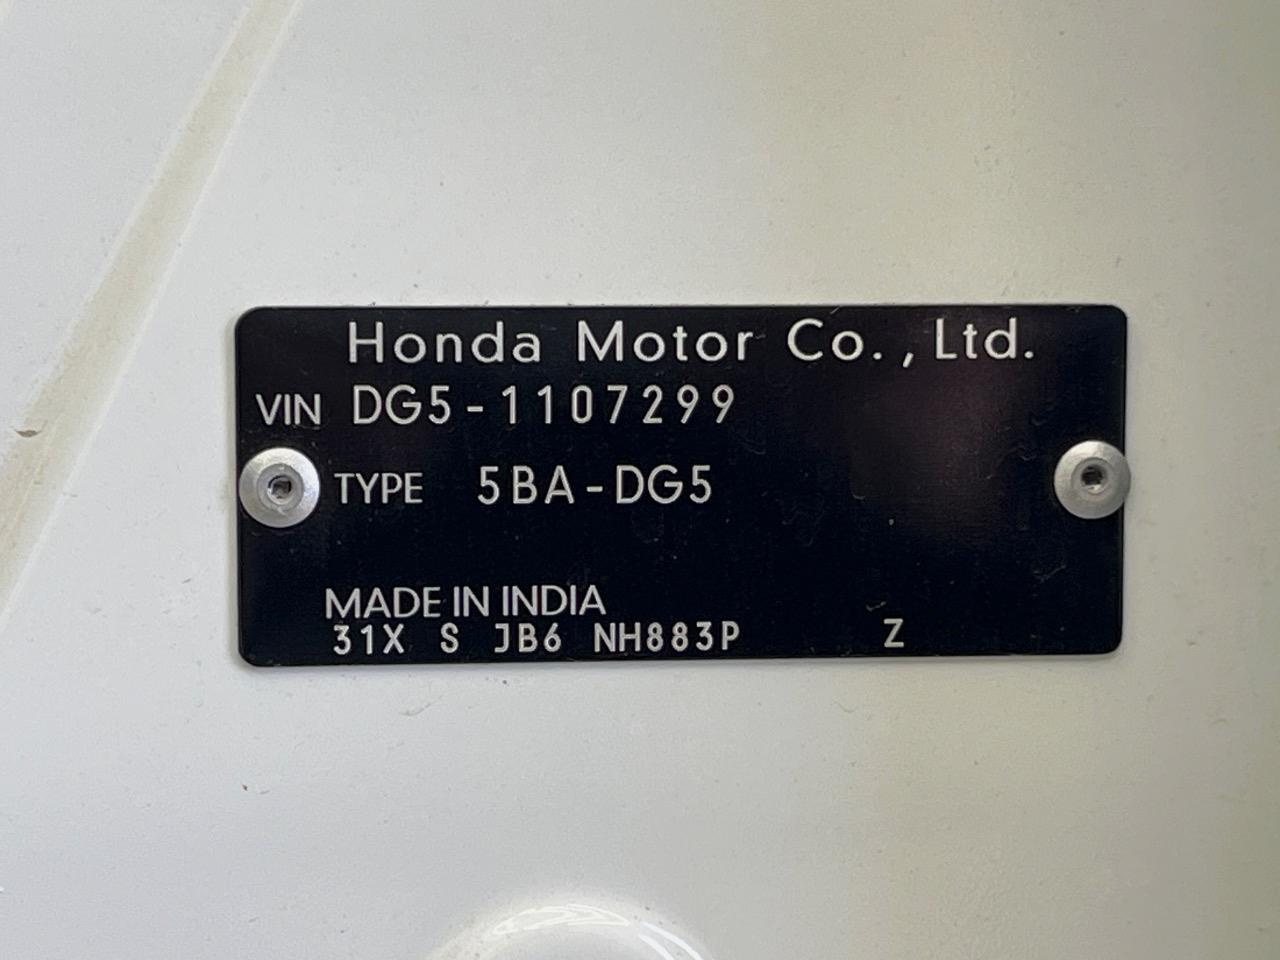 Honda Motor Co., Ltd.
VIN DG5-1107299
TYPE 5BA-DG5
MADE IN INDIA
31X S JB6 NH883P Z